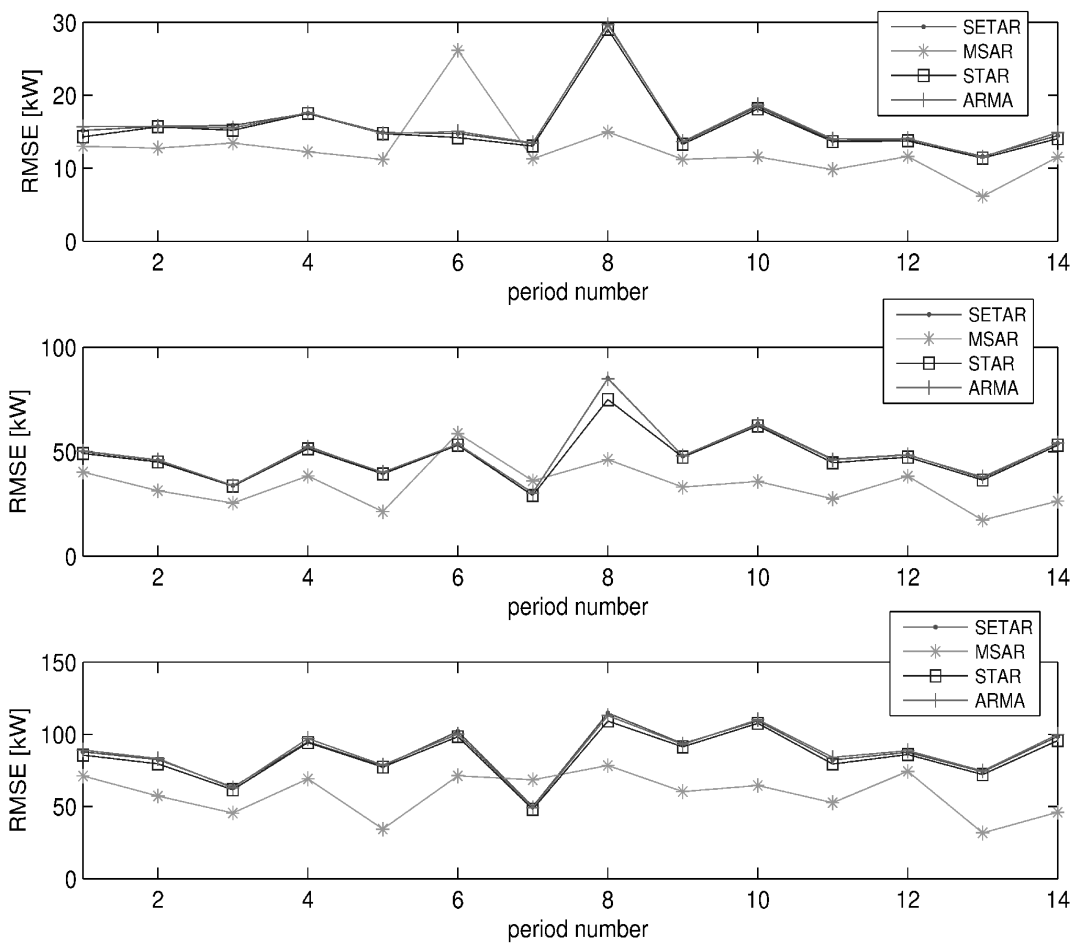 30
20
10
0
RMSE [kW]
2 4 6 8 10 12 14
period number
SETAR
MSAR
STAR
ARMA
100
50
0
RMSE [kW]
2 4 6 8 10 12 14
period number
SETAR
MSAR
STAR
ARMA
150
100
50
0
RMSE [kW]
2 4 6 8 10 12 14
period number
SETAR
MSAR
STAR
ARMA